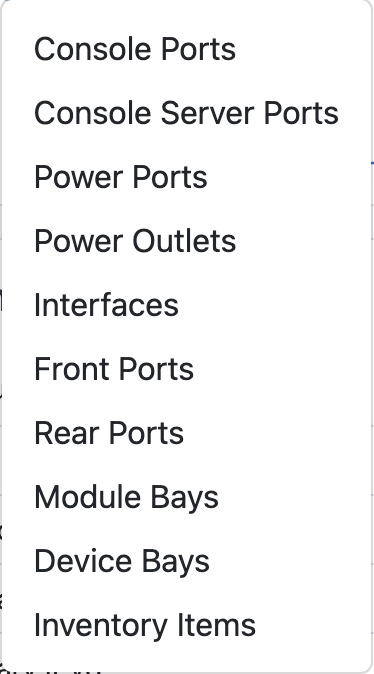 Console Ports
Console Server Ports
Power Ports
Power Outlets
Interfaces
Front Ports
Rear Ports
Module Bays
Device Bays
Inventory Items